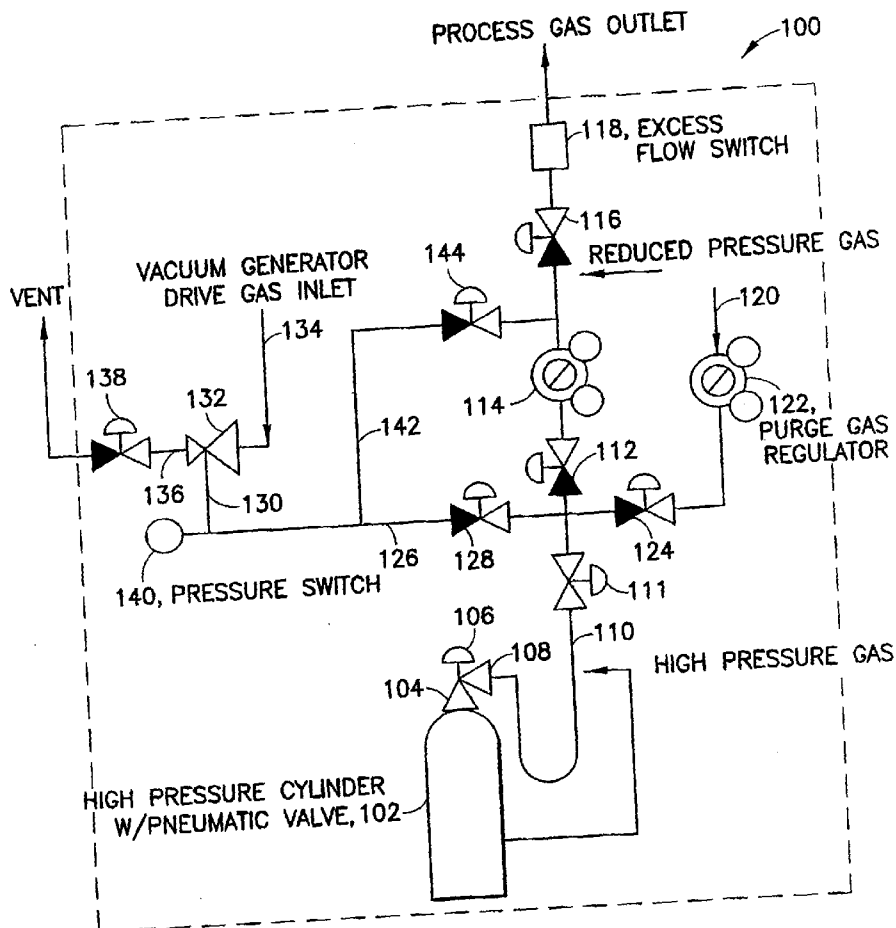 PROCESS GAS OUTLET
100
118, EXCESS
FLOW SWITCH
116
REDUCED PRESSURE GAS
VACUUM GENERATOR
DRIVE GAS INLET
144
VENT
134
120
138
132
114
122,
PURGE GAS
REGULATOR
142
112
136
130
128
126
124
140, PRESSURE SWITCH
111
106
110
108
HIGH PRESSURE GAS
104
HIGH PRESSURE CYLINDER
W/PNEUMATIC VALVE, 102